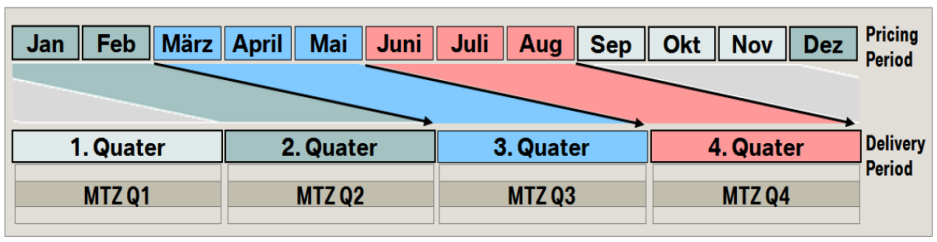 Jan Feb März April Mai Juni Juli Aug Sep Okt Nov Dez
Pricing
Period
1. Quater 2. Quater 3. Quater 4. Quater
Delivery
Period
MTZ Q1 MTZ Q2 MTZ Q3 MTZ Q4